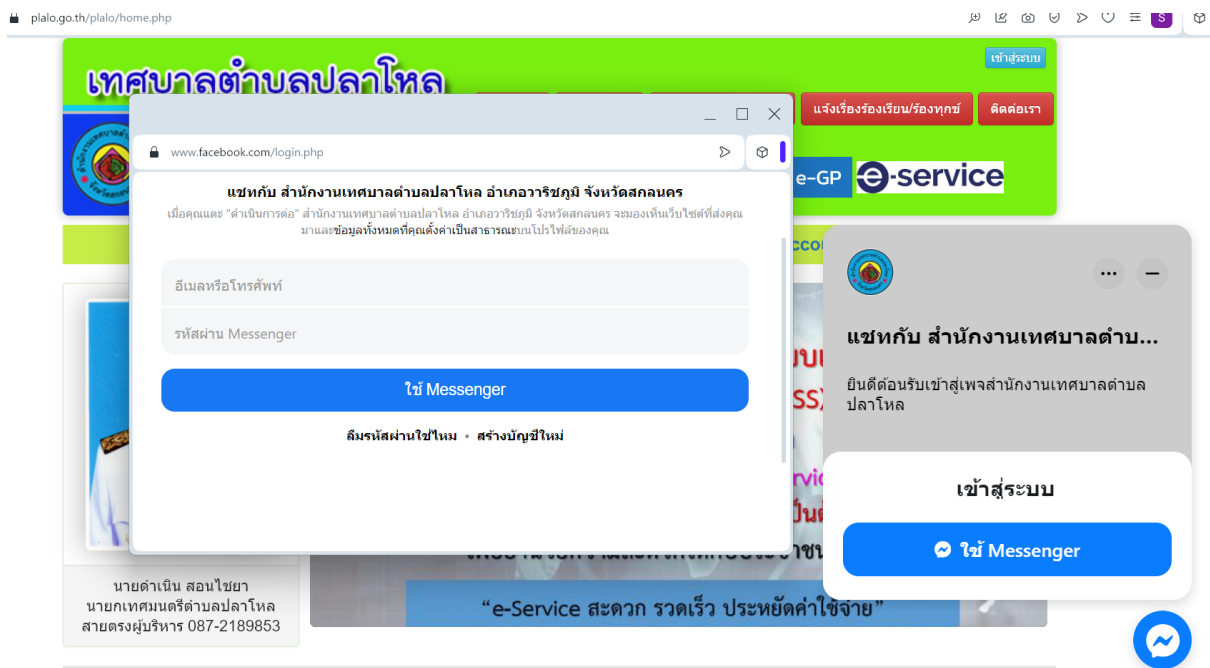 plalo.go.th/plalo/home.php
S
เทศบาลตำบลปลาโหล
เข้าสู่ระบบ
แจ้งเรื่องร้องเรียน/ร้องทุกข์
ติดต่อเรา
www.facebook.com/login.php
e-GP
e-service
แชทกับ สำนักงานเทศบาลตำบลปลาโหล อำเภอวาริชภูมิ จังหวัดสกลนคร
เมื่อคุณแตะ "ดำเนินการต่อ" สำนักงานเทศบาลตำบลปลาโหล อำเภอวาริชภูมิ จังหวัดสกลนคร จะมองเห็นเว็บไซต์ที่ส่งคุณ
มาและข้อมูลทั้งหมดที่คุณตั้งค่าเป็นสาธารณะบนโปรไฟล์ของคุณ
อีเมลหรือโทรศัพท์
รหัสผ่าน Messenger
ใช้ Messenger
ลืมรหัสผ่านใช่ไหม • สร้างบัญชีใหม่
แชทกับ สำนักงานเทศบาลตำบ...
ยินดีต้อนรับเข้าสู่เพจสำนักงานเทศบาลตำบล
ปลาโหล
เข้าสู่ระบบ
ใช้ Messenger
นายดำเนิน สอนไชยา
นายกเทศมนตรีตำบลปลาโหล
สายตรงผู้บริหาร 087-2189853
“e-Service สะดวก รวดเร็ว ประหยัดค่าใช้จ่าย”